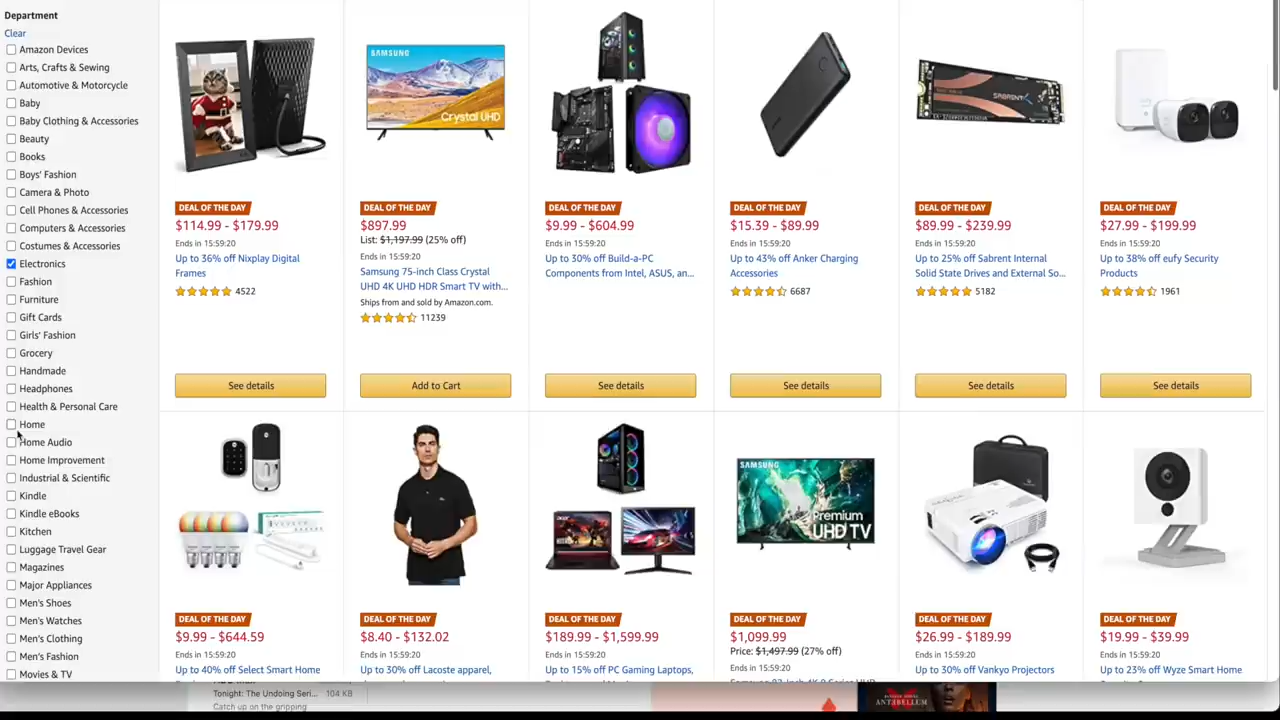 Department
Clear
Amazon Devices
Arts, Crafts & Sewing
Automotive & Motorcycle
Baby
Baby Clothing & Accessories
Beauty
Books
Boys' Fashion
Camera & Photo
Cell Phones & Accessories
Computers & Accessories
Costumes & Accessories
Electronics
Fashion
Furniture
Gift Cards
Girls' Fashion
Grocery
Handmade
Headphones
Health & Personal Care
Home
Home Audio
Home Improvement
Industrial & Scientific
Kindle
Kindle eBooks
Kitchen
Luggage Travel Gear
Magazines
Major Appliances
Men's Shoes
Men's Watches
Men's Clothing
Men's Fashion
Movies & TV
DEAL OF THE DAY
$114.99 - $179.99
Ends in 15:59:20
Up to 36% off Nixplay Digital
Frames
4522
See details
SAMSUNG
Crystal UHD
DEAL OF THE DAY
$897.99
List: $1,197.99 (25% off)
Ends in 15:59:20
Samsung 75-inch Class Crystal
UHD 4K UHD HDR Smart TV with...
Ships from and sold by Amazon.com.
11239
Add to Cart
DEAL OF THE DAY
$9.99 - $604.99
Ends in 15:59:20
Up to 30% off Build-a-PC
Components from Intel, ASUS, an...
See details
DEAL OF THE DAY
$15.39 - $89.99
Ends in 15:59:20
Up to 43% off Anker Charging
Accessories
6687
See details
SABRENT
DEAL OF THE DAY
$89.99 - $239.99
Ends in 15:59:20
Up to 25% off Sabrent Internal
Solid State Drives and External So...
5182
See details
DEAL OF THE DAY
$27.99 - $199.99
Ends in 15:59:20
Up to 38% off eufy Security
Products
1961
See details
DEAL OF THE DAY
$9.99 - $644.59
Ends in 15:59:20
Up to 40% off Select Smart Home
DEAL OF THE DAY
$8.40 - $132.02
Ends in 15:59:20
Up to 30% off Lacoste apparel,
DEAL OF THE DAY
$189.99 - $1,599.99
Ends in 15:59:20
Up to 15% off PC Gaming Laptops,
SAMSUNG
Premium
UHD TV
DEAL OF THE DAY
$1,099.99
Price: $1,497.99 (27% off)
Ends in 15:59:20
DEAL OF THE DAY
$26.99 - $189.99
Ends in 15:59:20
Up to 30% off Vankyo Projectors
DEAL OF THE DAY
$19.99 - $39.99
Ends in 15:59:20
Up to 23% off Wyze Smart Home
Tonight: The Undoing Seri... 104 KB
Catch up on the gripping
ANTEBELLUM